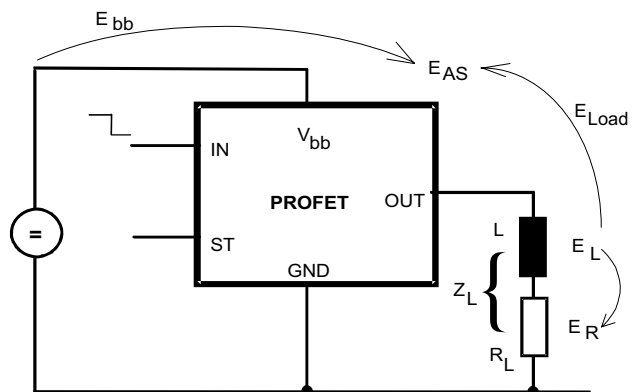 E bb
E AS
E Load
IN
V bb
PROFET
OUT
=
ST
GND
L
E L
Z L {
R L
E R